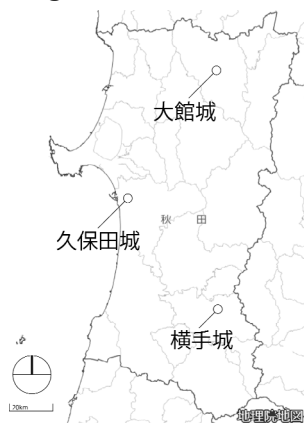 大館城
秋田
久保田城
横手城
20km
地理院地図